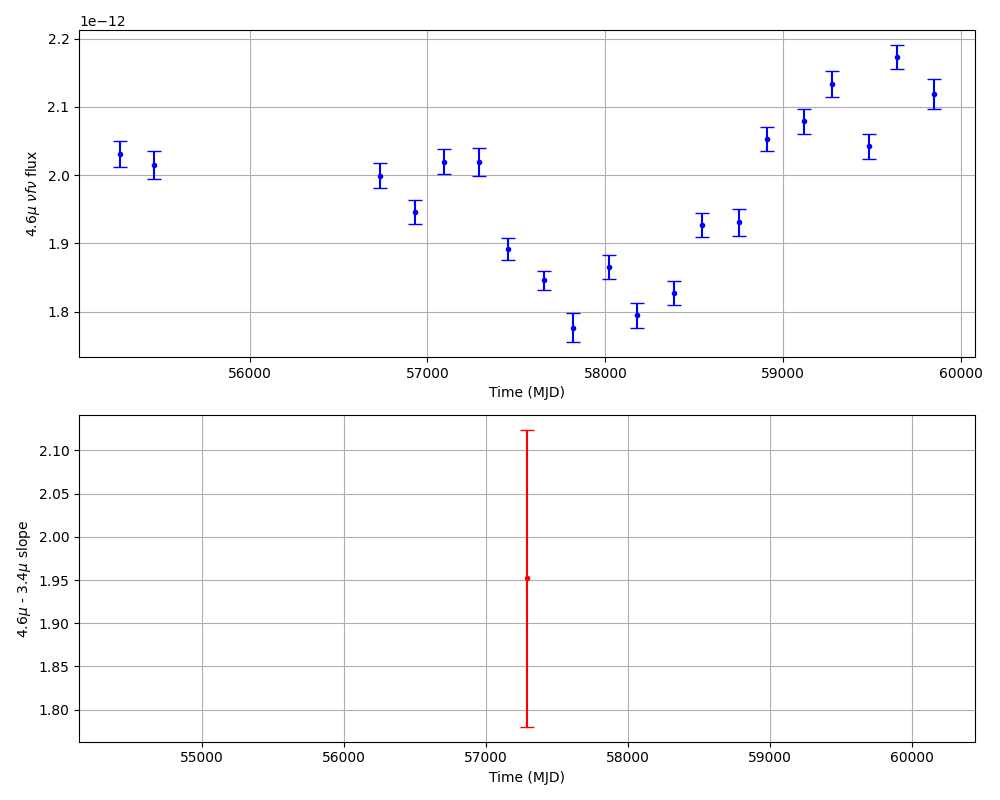 1e−12
2.2
2.1
2.0
1.9
1.8
4.6μ νfν flux
56000 57000 58000 59000 60000
Time (MJD)
2.10
2.05
2.00
1.95
1.90
1.85
1.80
4.6μ - 3.4μ slope
55000 56000 57000 58000 59000 60000
Time (MJD)